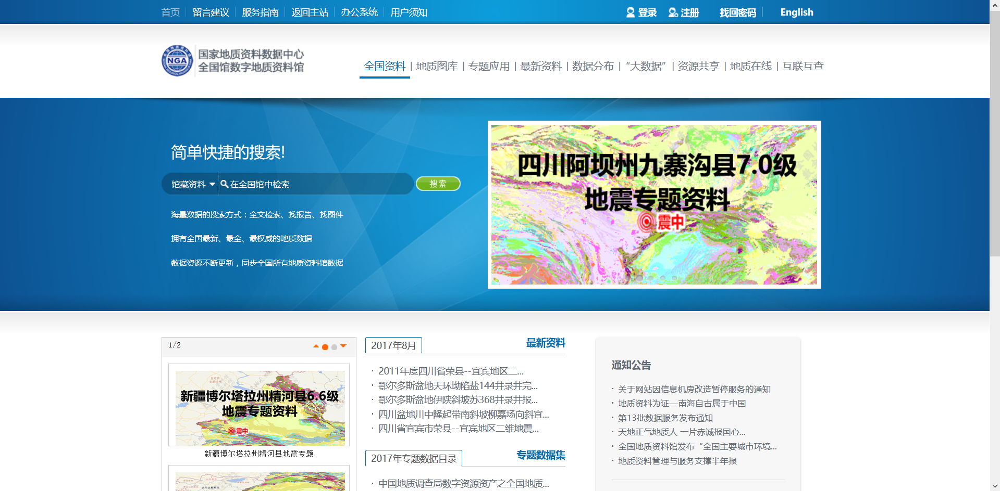 首页 留言建议 服务指南 返回主站 办公系统 用户须知 登录 注册 找回密码 English
NGA
国家地质资料数据中心
全国馆数字地质资料馆
全国资料 | 地质图库 | 专题应用 | 最新资料 | 数据分布 | “大数据” | 资源共享 | 地质在线 | 互联互查
简单快捷的搜索!
馆藏资料 在全国馆中检索 搜索
海量数据的搜索方式：全文检索、找报告、找图件
拥有全国最新、最全、最权威的地质数据
数据资源不断更新，同步全国所有地质资料馆数据
四川阿坝州九寨沟县7.0级
地震专题资料
震中
1/2
新疆博尔塔拉州精河县6.6级
地震专题资料
震中
新疆博尔塔拉州精河县地震专题
2017年8月 最新资料
· 2011年度四川省荣县--宜宾地区二...
· 鄂尔多斯盆地天环坳陷盐144井录井完...
· 鄂尔多斯盆地伊陕斜坡苏368井录井报...
· 四川盆地川中隆起带南斜坡柳嘉场向斜宜...
· 四川省宜宾市荣县--宜宾地区二维地震...
2017年专题数据目录 专题数据集
· 中国地质调查局数字资源资产之全国地质...
通知公告
· 关于网站因信息机房改造暂停服务的通知
· 地质资料为证—南海自古属于中国
· 第13批数据服务发布通知
· 天地正气地质人 一片赤诚报国心...
· 全国地质资料馆发布“全国主要城市环境...
· 地质资料管理与服务支撑半年报